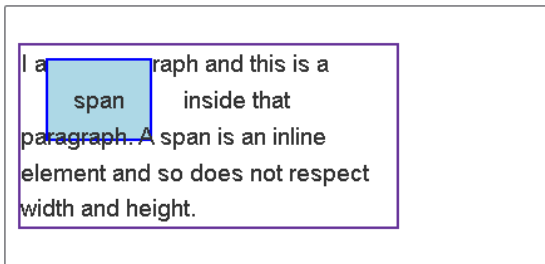 I a raph and this is a
span inside that
paragraph. A span is an inline
element and so does not respect
width and height.